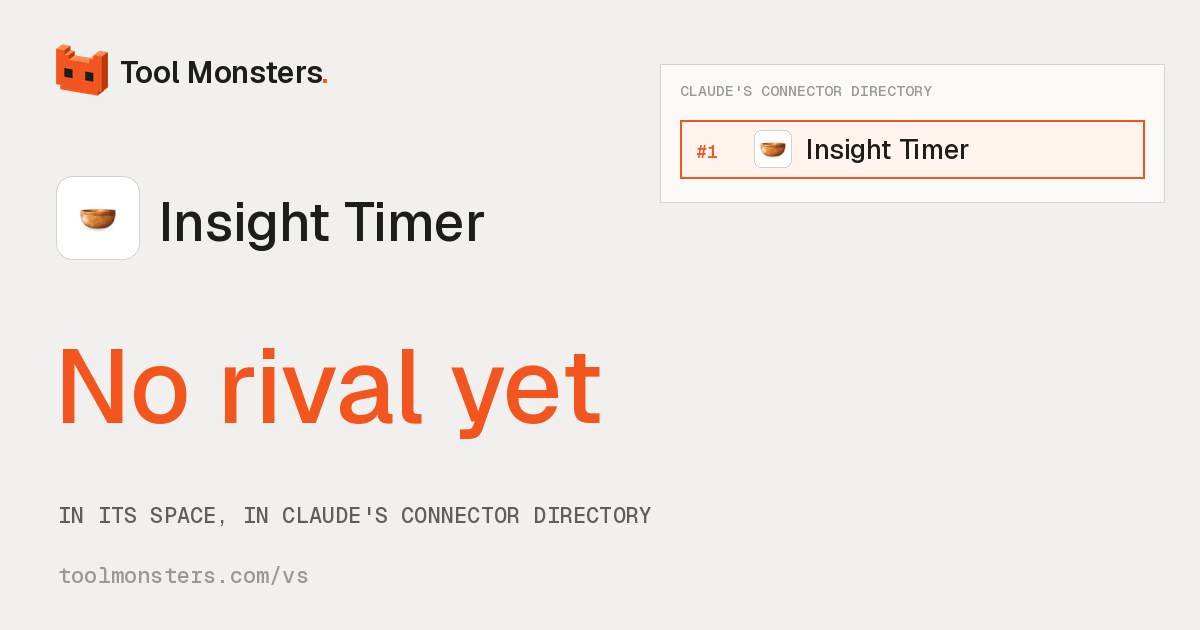 Tool Monsters.
CLAUDE'S CONNECTOR DIRECTORY
#1 Insight Timer
Insight Timer
No rival yet
IN ITS SPACE, IN CLAUDE'S CONNECTOR DIRECTORY
toolmonsters.com/vs